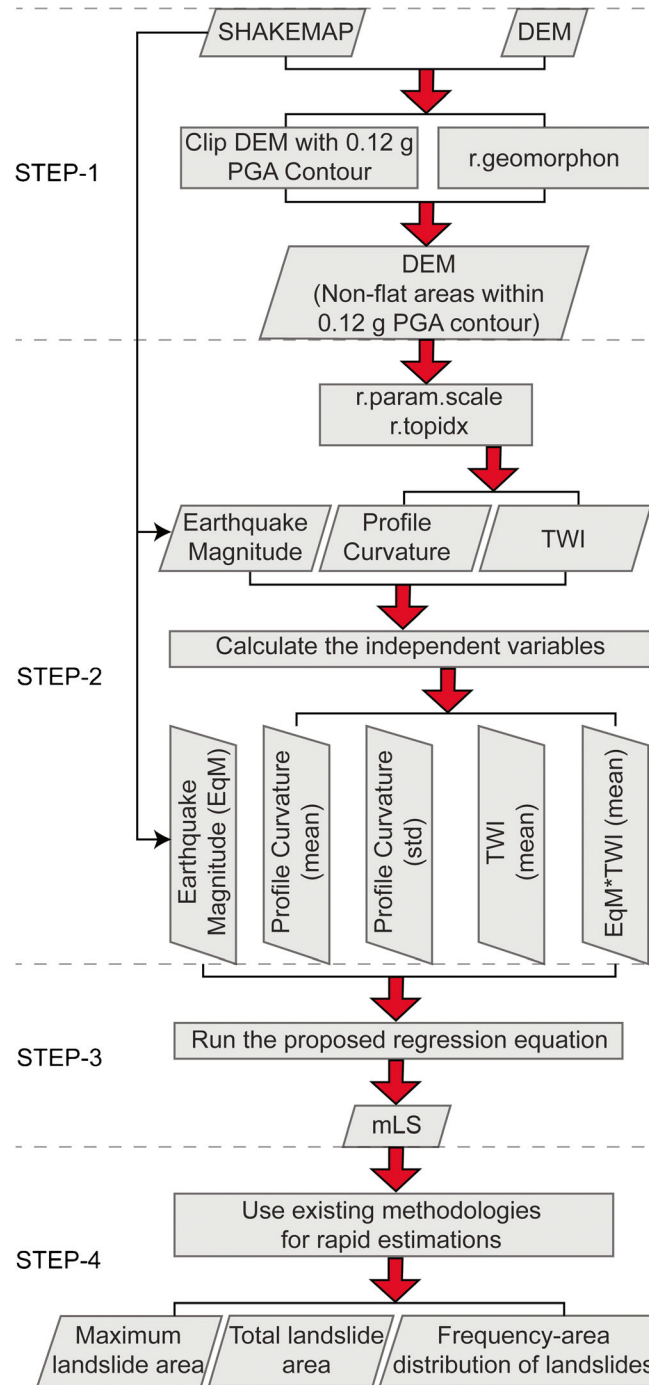 SHAKEMAP
DEM
STEP-1
Clip DEM with 0.12 g
PGA Contour
r.geomorphon
DEM
(Non-flat areas within
0.12 g PGA contour)
r.param.scale
r.topidx
Earthquake
Magnitude
Profile
Curvature
TWI
STEP-2
Calculate the independent variables
Earthquake
Magnitude (EqM)
Profile Curvature
(mean)
Profile Curvature
(std)
TWI
(mean)
EqM*TWI (mean)
STEP-3
Run the proposed regression equation
mLS
STEP-4
Use existing methodologies
for rapid estimations
Maximum
landslide area
Total landslide
area
Frequency-area
distribution of landslides